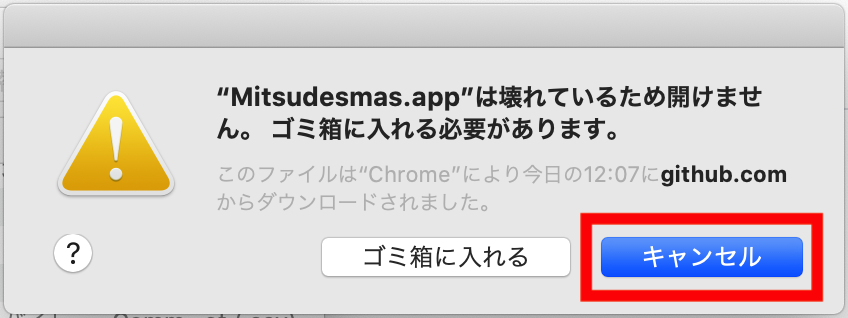 “Mitsudesmas.app”は壊れているため開けませ
ん。 ゴミ箱に入れる必要があります。
このファイルは“Chrome”により今日の12:07にgithub.com
からダウンロードされました。
?
ゴミ箱に入れる
キャンセル